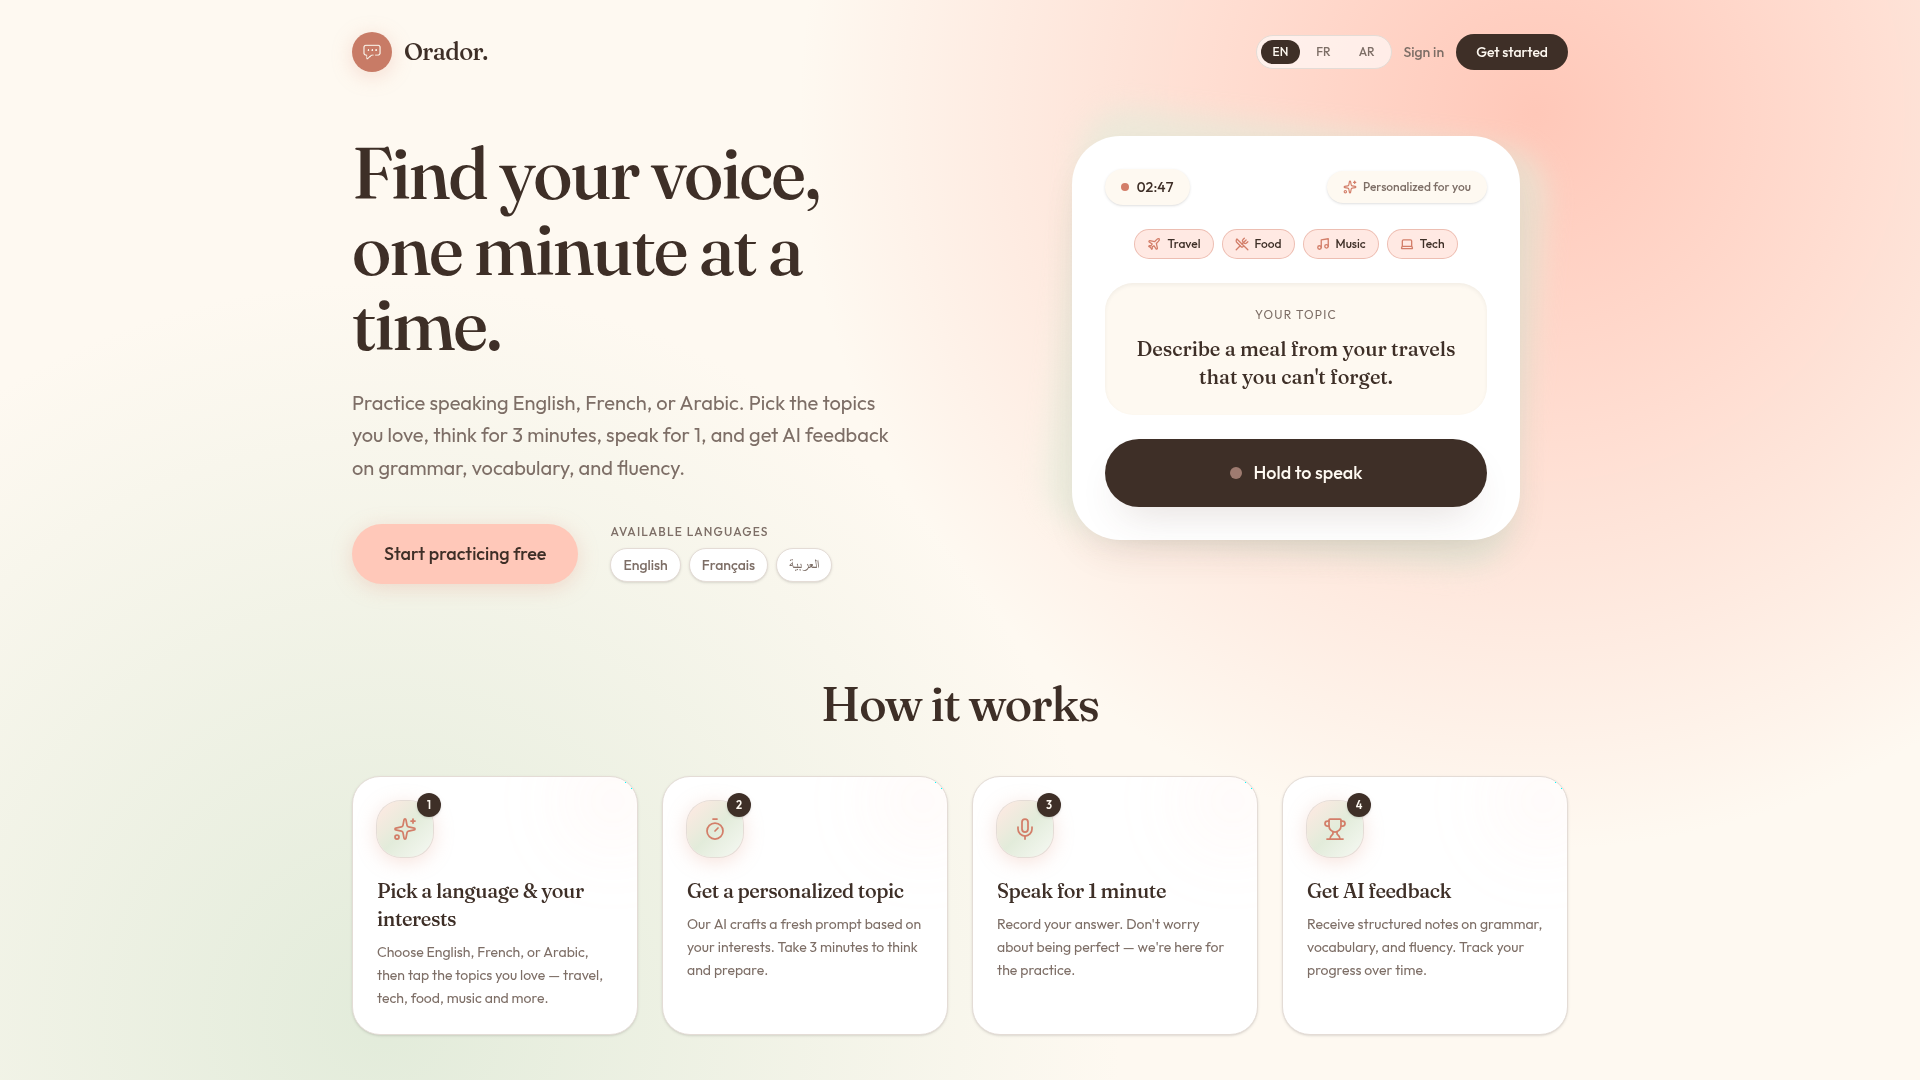 Orador.
EN FR AR Sign in Get started
Find your voice,
one minute at a
time.
Practice speaking English, French, or Arabic. Pick the topics
you love, think for 3 minutes, speak for 1, and get AI feedback
on grammar, vocabulary, and fluency.
Start practicing free
AVAILABLE LANGUAGES
English Français العربية
02:47 Personalized for you
Travel Food Music Tech
YOUR TOPIC
Describe a meal from your travels
that you can't forget.
Hold to speak
How it works
1
Pick a language & your
interests
Choose English, French, or Arabic,
then tap the topics you love — travel,
tech, food, music and more.
2
Get a personalized topic
Our AI crafts a fresh prompt based on
your interests. Take 3 minutes to think
and prepare.
3
Speak for 1 minute
Record your answer. Don't worry
about being perfect — we're here for
the practice.
4
Get AI feedback
Receive structured notes on grammar,
vocabulary, and fluency. Track your
progress over time.